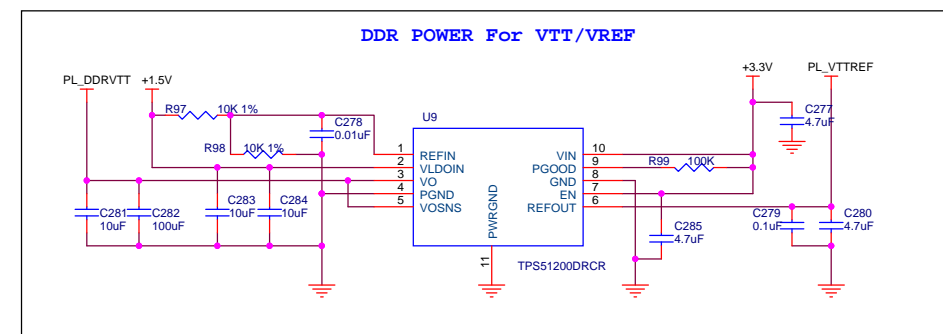 DDR POWER For VTT/VREF
PL_DDRVTT
+1.5V
+3.3V
PL_VTTREF
R97
10K 1%
C278
0.01uF
U9
C277
4.7uF
R98
10K 1%
1
REFIN
VIN
10
2
VLDOIN
PGOOD
9
R99
100K
3
VO
GND
8
4
PGND
EN
7
5
VOSNS
REFOUT
6
C281
10uF
C282
100uF
C283
10uF
C284
10uF
PWRGND
11
TPS51200DRCR
C285
4.7uF
C279
0.1uF
C280
4.7uF